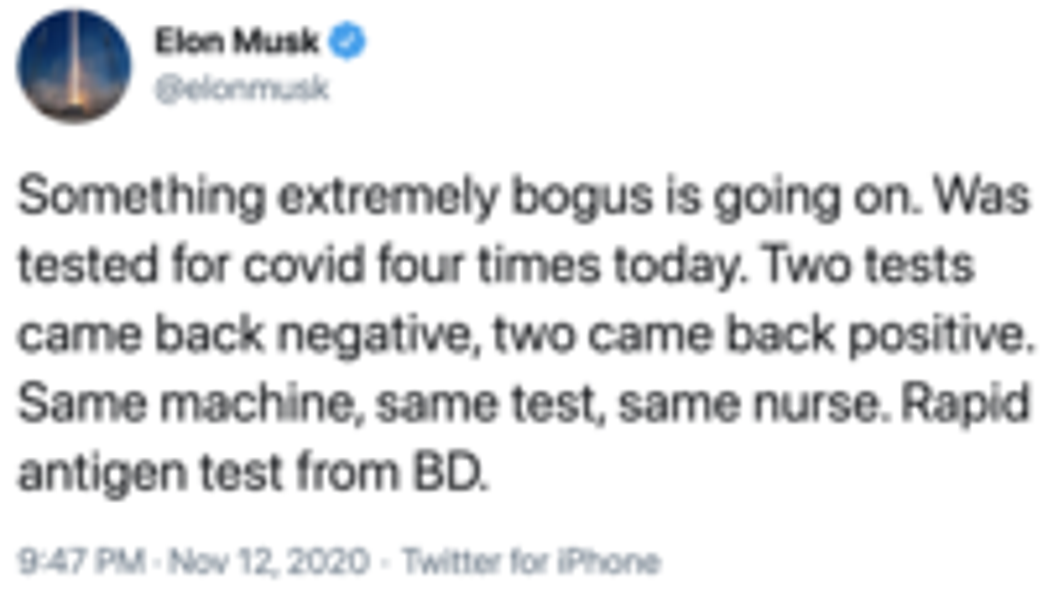 Elon Musk
@elonmusk
Something extremely bogus is going on. Was
tested for covid four times today. Two tests
came back negative, two came back positive.
Same machine, same test, same nurse. Rapid
antigen test from BD.
9:47 PM · Nov 12, 2020 · Twitter for iPhone